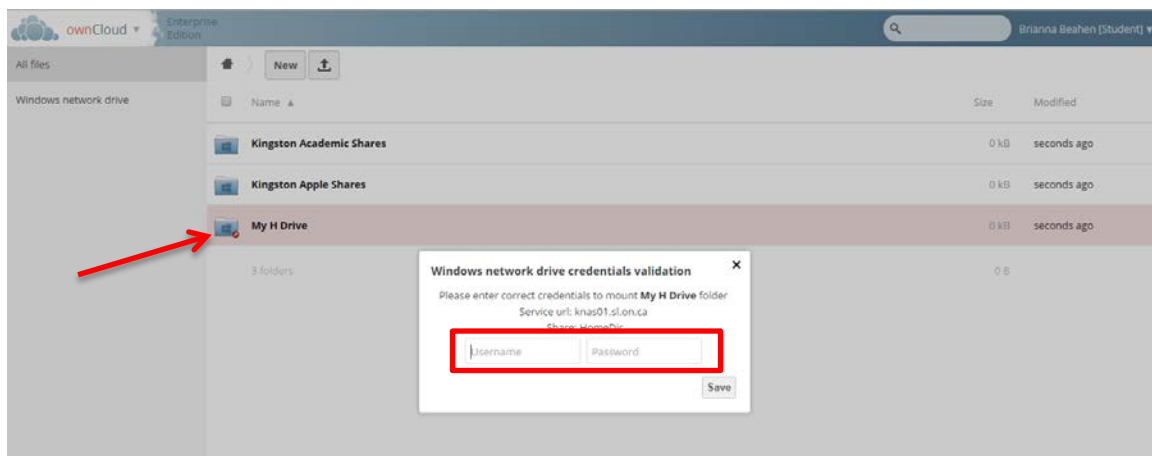 ownCloud ▾
Enterprise
Edition
Brianna Beahen [Student] ▾
All files
New
Windows network drive
Name ▲
Size
Modified
Kingston Academic Shares
0 kB
seconds ago
Kingston Apple Shares
0 kB
seconds ago
My H Drive
0 kB
seconds ago
3 folders
0 B
Windows network drive credentials validation
×
Please enter correct credentials to mount My H Drive folder
Service url: knas01.sl.on.ca
Share: HomeDir
Username
Password
Save